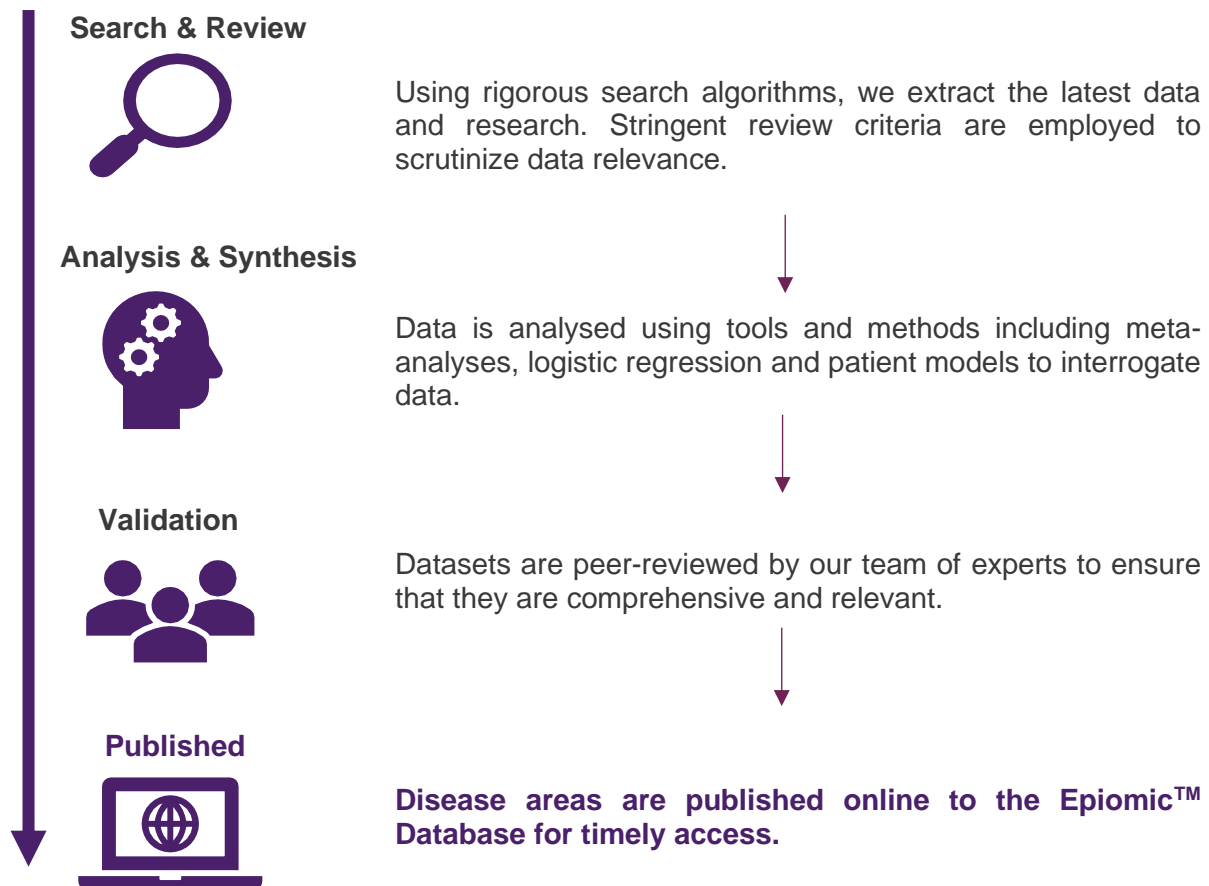 Search & Review
Using rigorous search algorithms, we extract the latest data
and research. Stringent review criteria are employed to
scrutinize data relevance.
Analysis & Synthesis
Data is analysed using tools and methods including meta-
analyses, logistic regression and patient models to interrogate
data.
Validation
Datasets are peer-reviewed by our team of experts to ensure
that they are comprehensive and relevant.
Published
Disease areas are published online to the Epiomic™
Database for timely access.